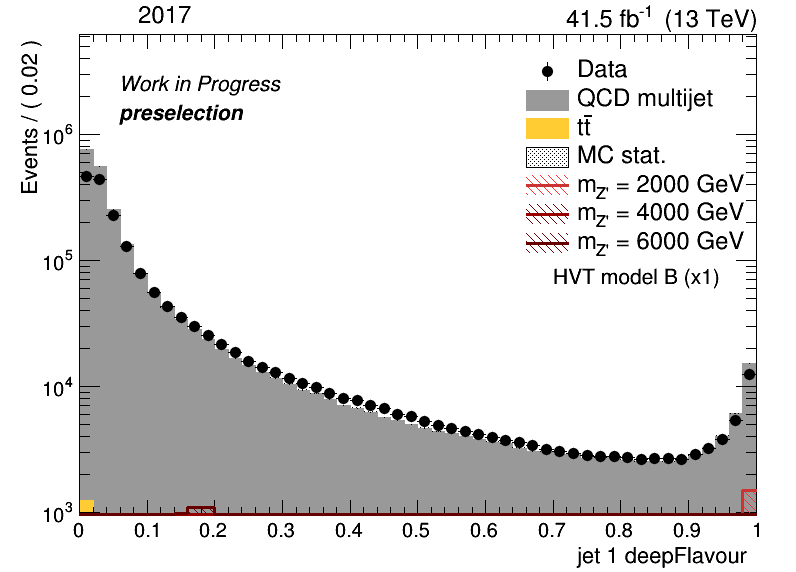 2017
41.5 fb⁻¹ (13 TeV)
Events / ( 0.02 )
Work in Progress
preselection
Data
QCD multijet
tt̄
MC stat.
m_Z' = 2000 GeV
m_Z' = 4000 GeV
m_Z' = 6000 GeV
HVT model B (x1)
10⁶
10⁵
10⁴
10³
0 0.1 0.2 0.3 0.4 0.5 0.6 0.7 0.8 0.9 1
jet 1 deepFlavour